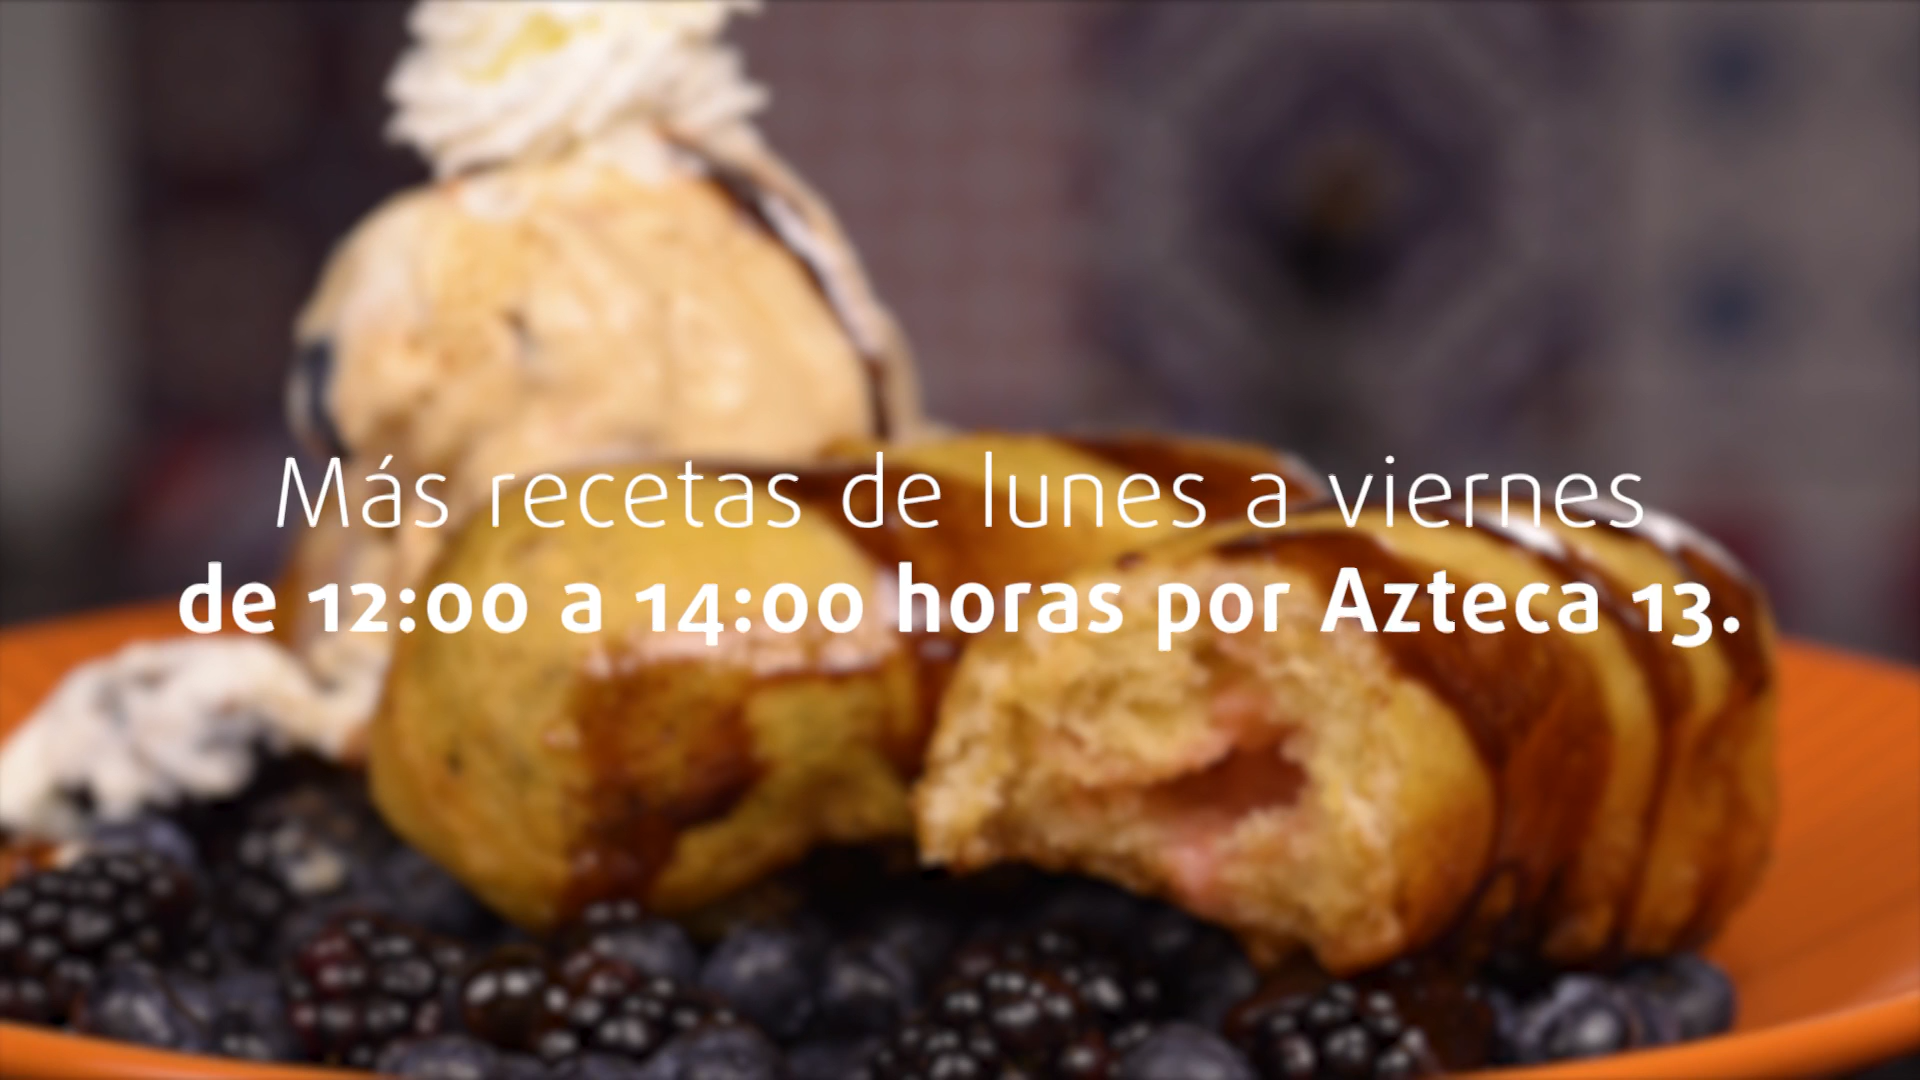 Más recetas de lunes a viernes
de 12:00 a 14:00 horas por Azteca 13.